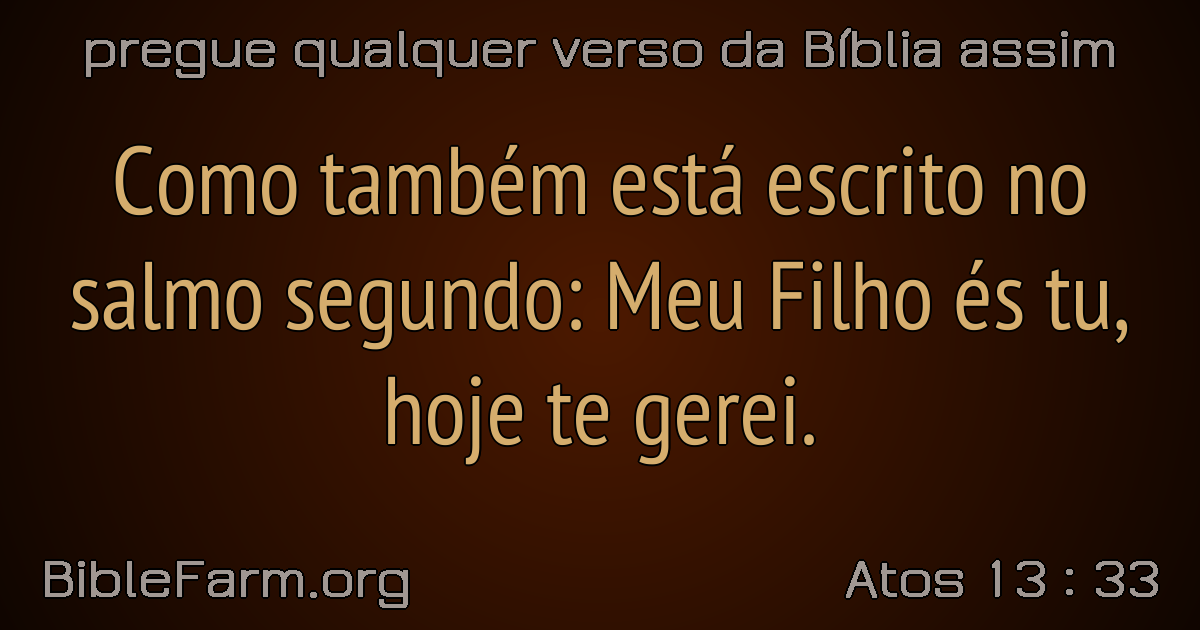 pregue qualquer verso da Bíblia assim
Como também está escrito no
salmo segundo: Meu Filho és tu,
hoje te gerei.
BibleFarm.org
Atos 13 : 33